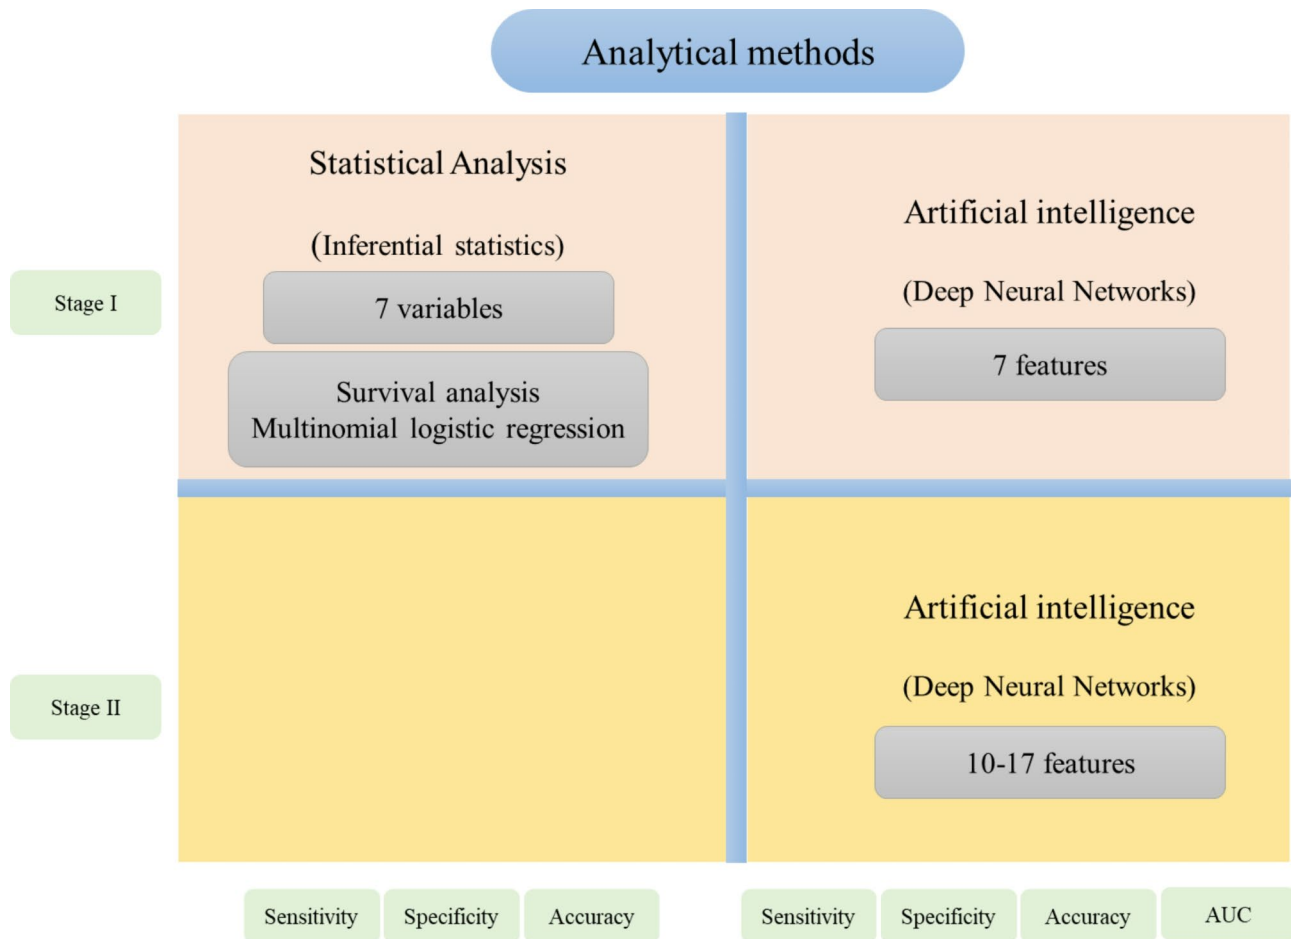 Analytical methods
Statistical Analysis
(Inferential statistics)
7 variables
Survival analysis
Multinomial logistic regression
Artificial intelligence
(Deep Neural Networks)
7 features
Stage I
Artificial intelligence
(Deep Neural Networks)
10-17 features
Stage II
Sensitivity
Specificity
Accuracy
Sensitivity
Specificity
Accuracy
AUC